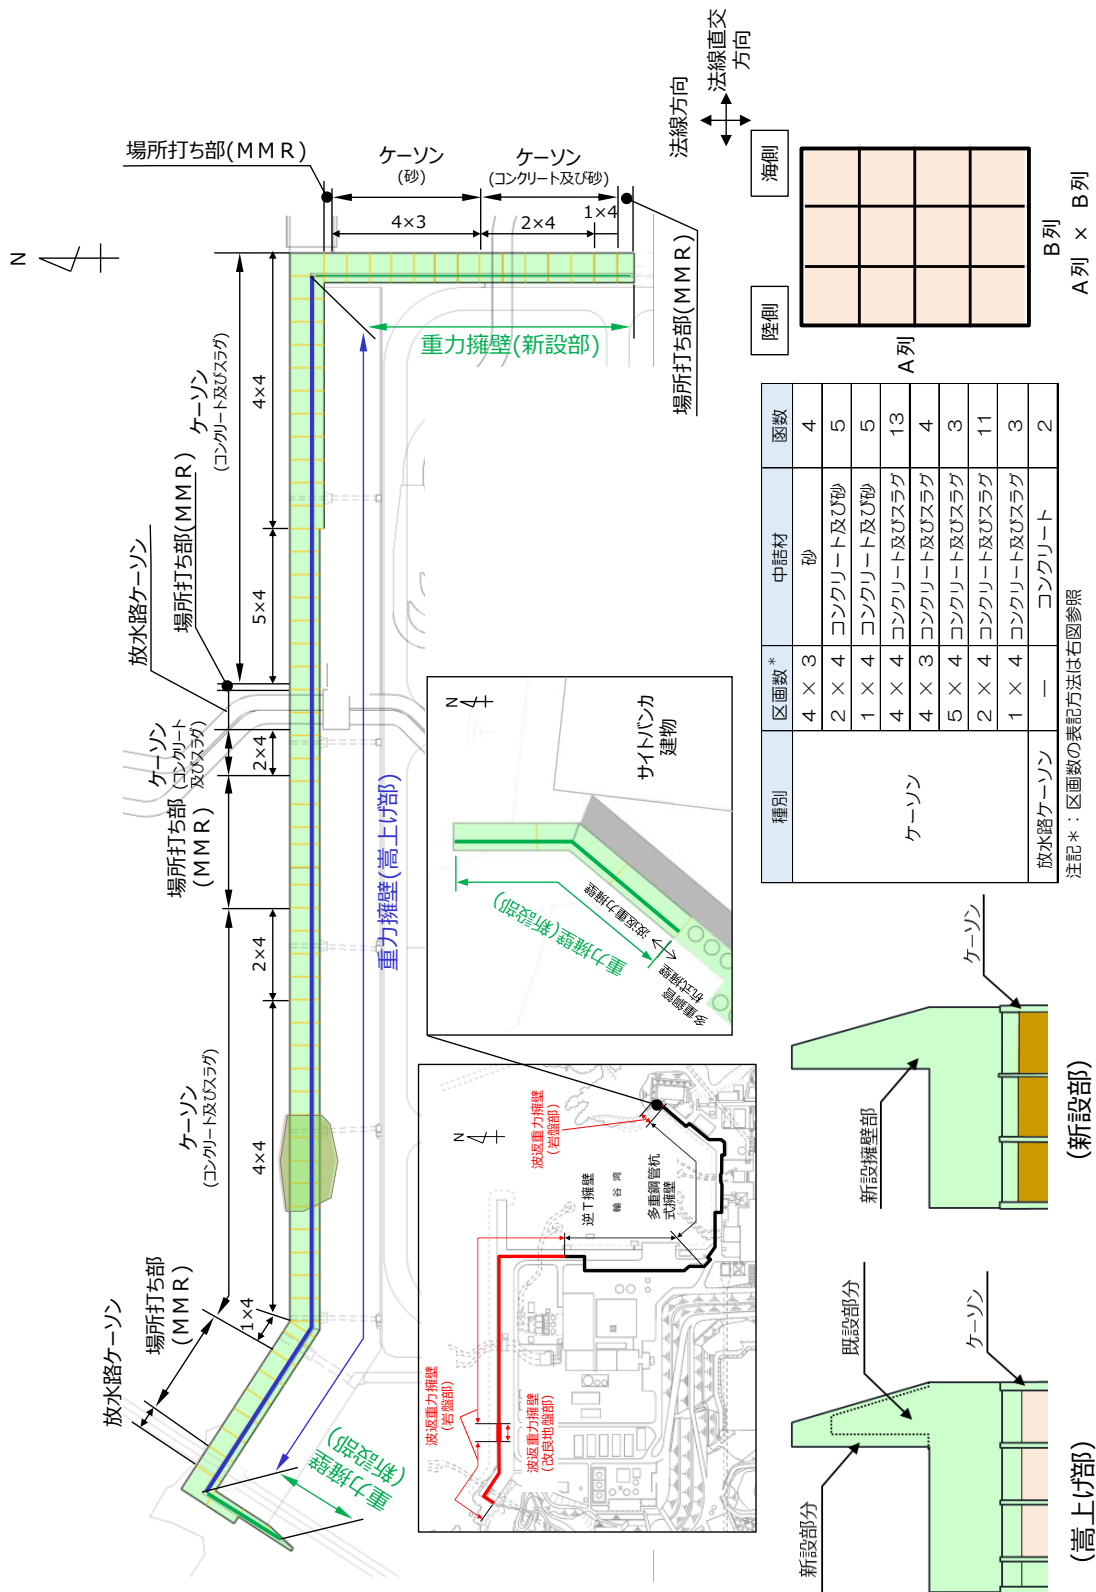 N
放水路ケーソン
場所打ち部
(MMR)
1×4
ケーソン
(コンクリート及びスラグ)
4×4
2×4
場所打ち部
(MMR)
ケーソン
(コンクリート
及びスラグ)
2×4
放水路ケーソン
場所打ち部(MMR)
ケーソン
(コンクリート及びスラグ)
5×4
4×4
場所打ち部(MMR)
ケーソン
(砂)
4×3
ケーソン
(コンクリート及び砂)
2×4
1×4
場所打ち部(MMR)
重力擁壁
(新設部)
重力擁壁(嵩上げ部)
重力擁壁(新設部)
法線方向
法線直交
方向
N
波返重力擁壁
(岩盤部)
波返重力擁壁
(改良地盤部)
逆T擁壁
輪谷湾
多重鋼管杭
式擁壁
波返重力擁壁
(岩盤部)
N
サイトバンカ
建物
重力擁壁(新設部)
波返重力擁壁
多重鋼管
杭式擁壁
種別
区画数*
中詰材
函数
ケーソン
4 × 3 砂 4
2 × 4 コンクリート及び砂 5
1 × 4 コンクリート及び砂 5
4 × 4 コンクリート及びスラグ 13
4 × 3 コンクリート及びスラグ 4
5 × 4 コンクリート及びスラグ 3
2 × 4 コンクリート及びスラグ 11
1 × 4 コンクリート及びスラグ 3
放水路ケーソン — コンクリート 2
注記*:区画数の表記方法は右図参照
陸側
海側
A列
B列
A列 × B列
新設部分
既設部分
ケーソン
(嵩上げ部)
新設擁壁部
ケーソン
(新設部)